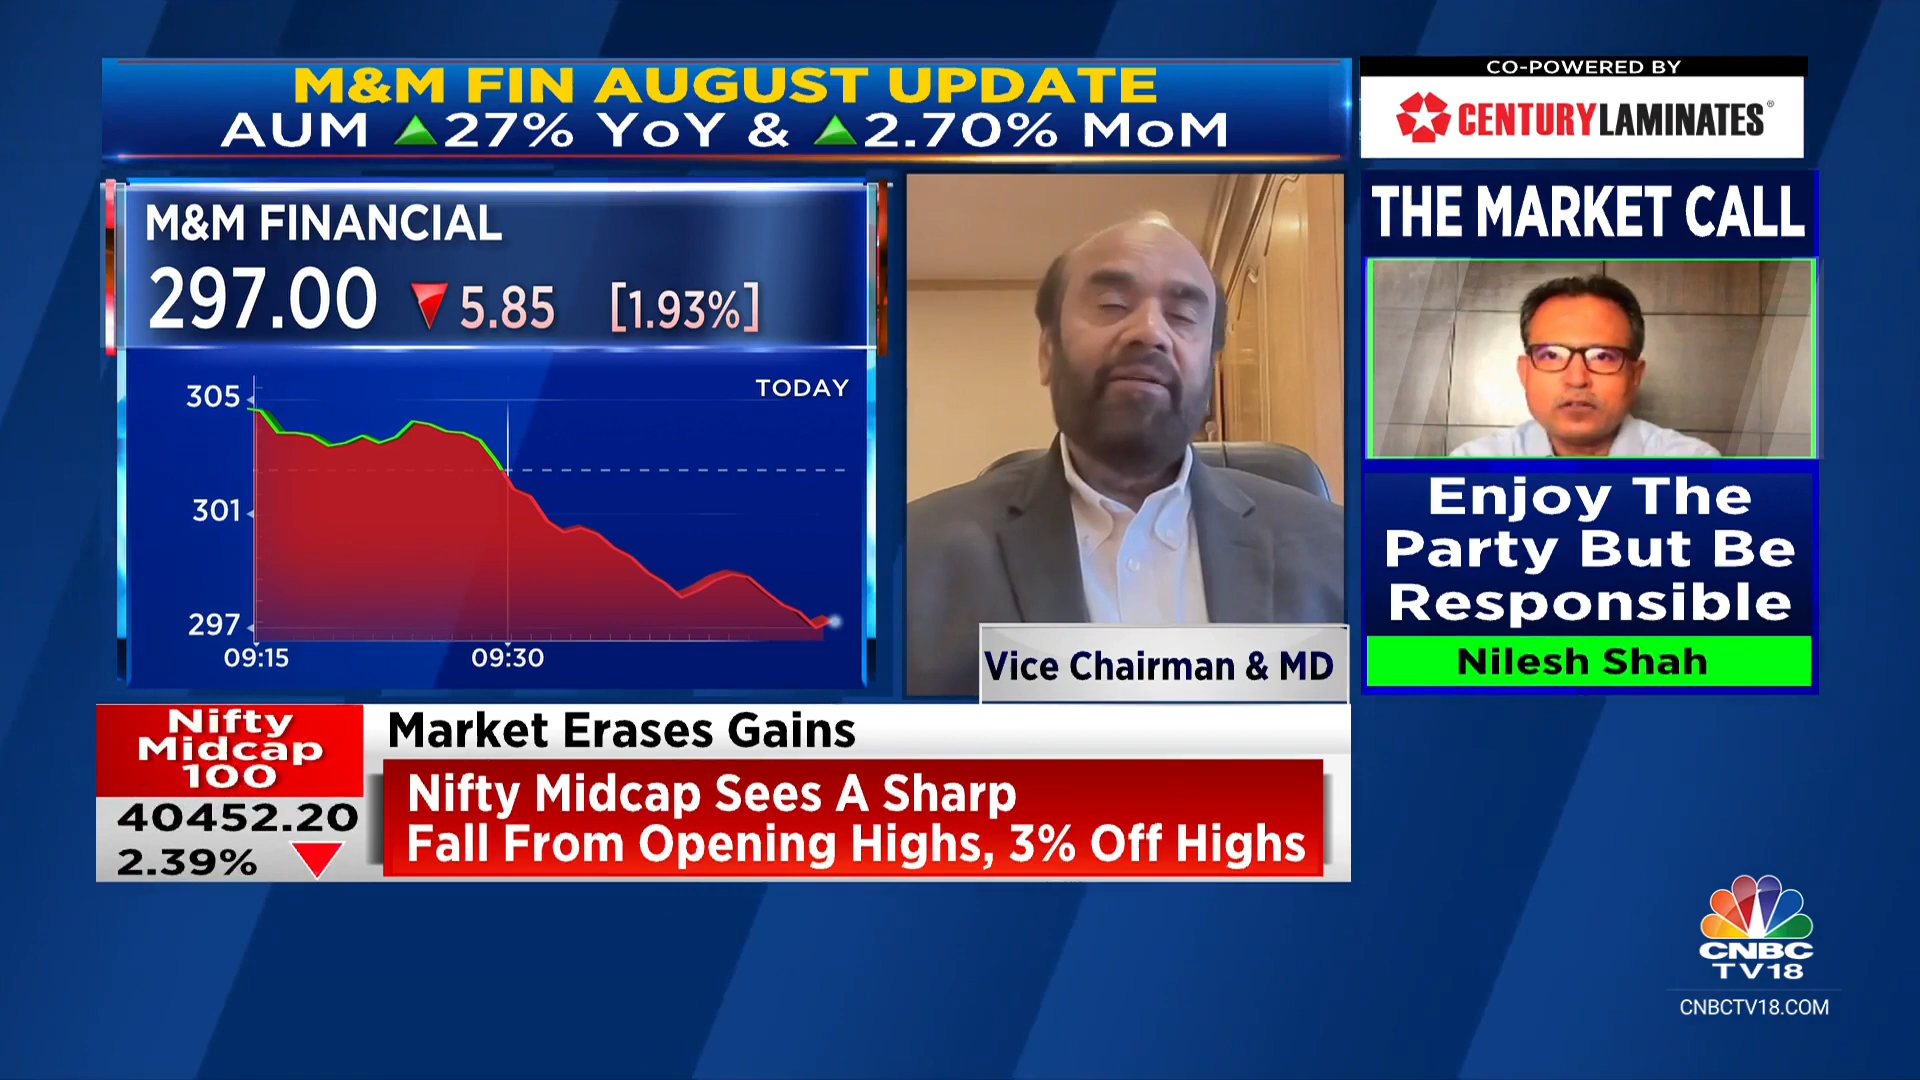 M&M FIN AUGUST UPDATE
AUM ▲27% YoY & ▲2.70% MoM
M&M FINANCIAL
297.00 ▼5.85 [1.93%]
TODAY
305
301
297
09:15 09:30
Vice Chairman & MD
CO-POWERED BY
CENTURYLAMINATES®
THE MARKET CALL
Enjoy The
Party But Be
Responsible
Nilesh Shah
Nifty
Midcap
100
40452.20
2.39% ▼
Market Erases Gains
Nifty Midcap Sees A Sharp
Fall From Opening Highs, 3% Off Highs
CNBC
TV18
CNBCTV18.COM